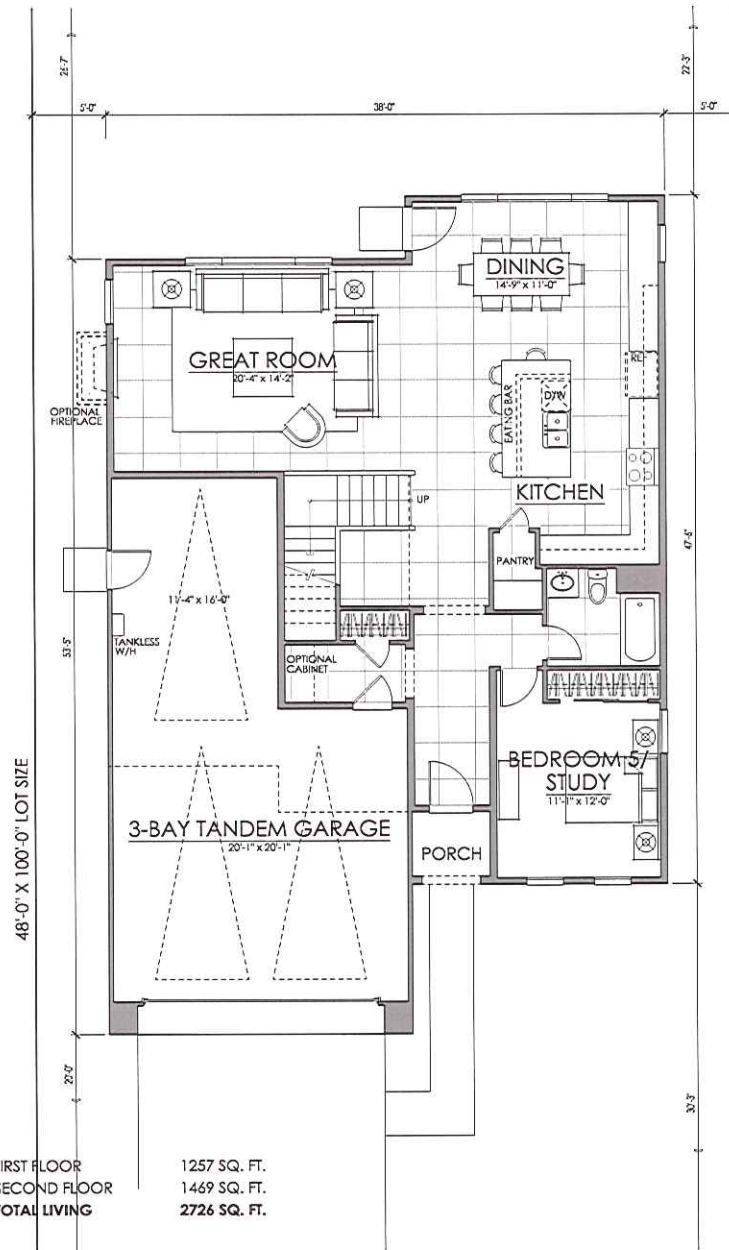 26'-7"
22'-3"
5'-0"
38'-0"
5'-0"
DINING
14'-9" x 11'-0"
GREAT ROOM
20'-4" x 14'-2"
OPTIONAL
FIREPLACE
EATING BAR
D/W
KITCHEN
UP
PANTRY
47'-6"
11'-4" x 16'-0"
TANKLESS
W/H
53'-5"
OPTIONAL
CABINET
BEDROOM 5/
STUDY
11'-1" x 12'-0"
3-BAY TANDEM GARAGE
20'-1" x 20'-1"
PORCH
48'-0" X 100'-0" LOT SIZE
20'-0"
30'-3"
FLOOR 1257 SQ. FT.
SECOND FLOOR 1469 SQ. FT.
TOTAL LIVING 2726 SQ. FT.